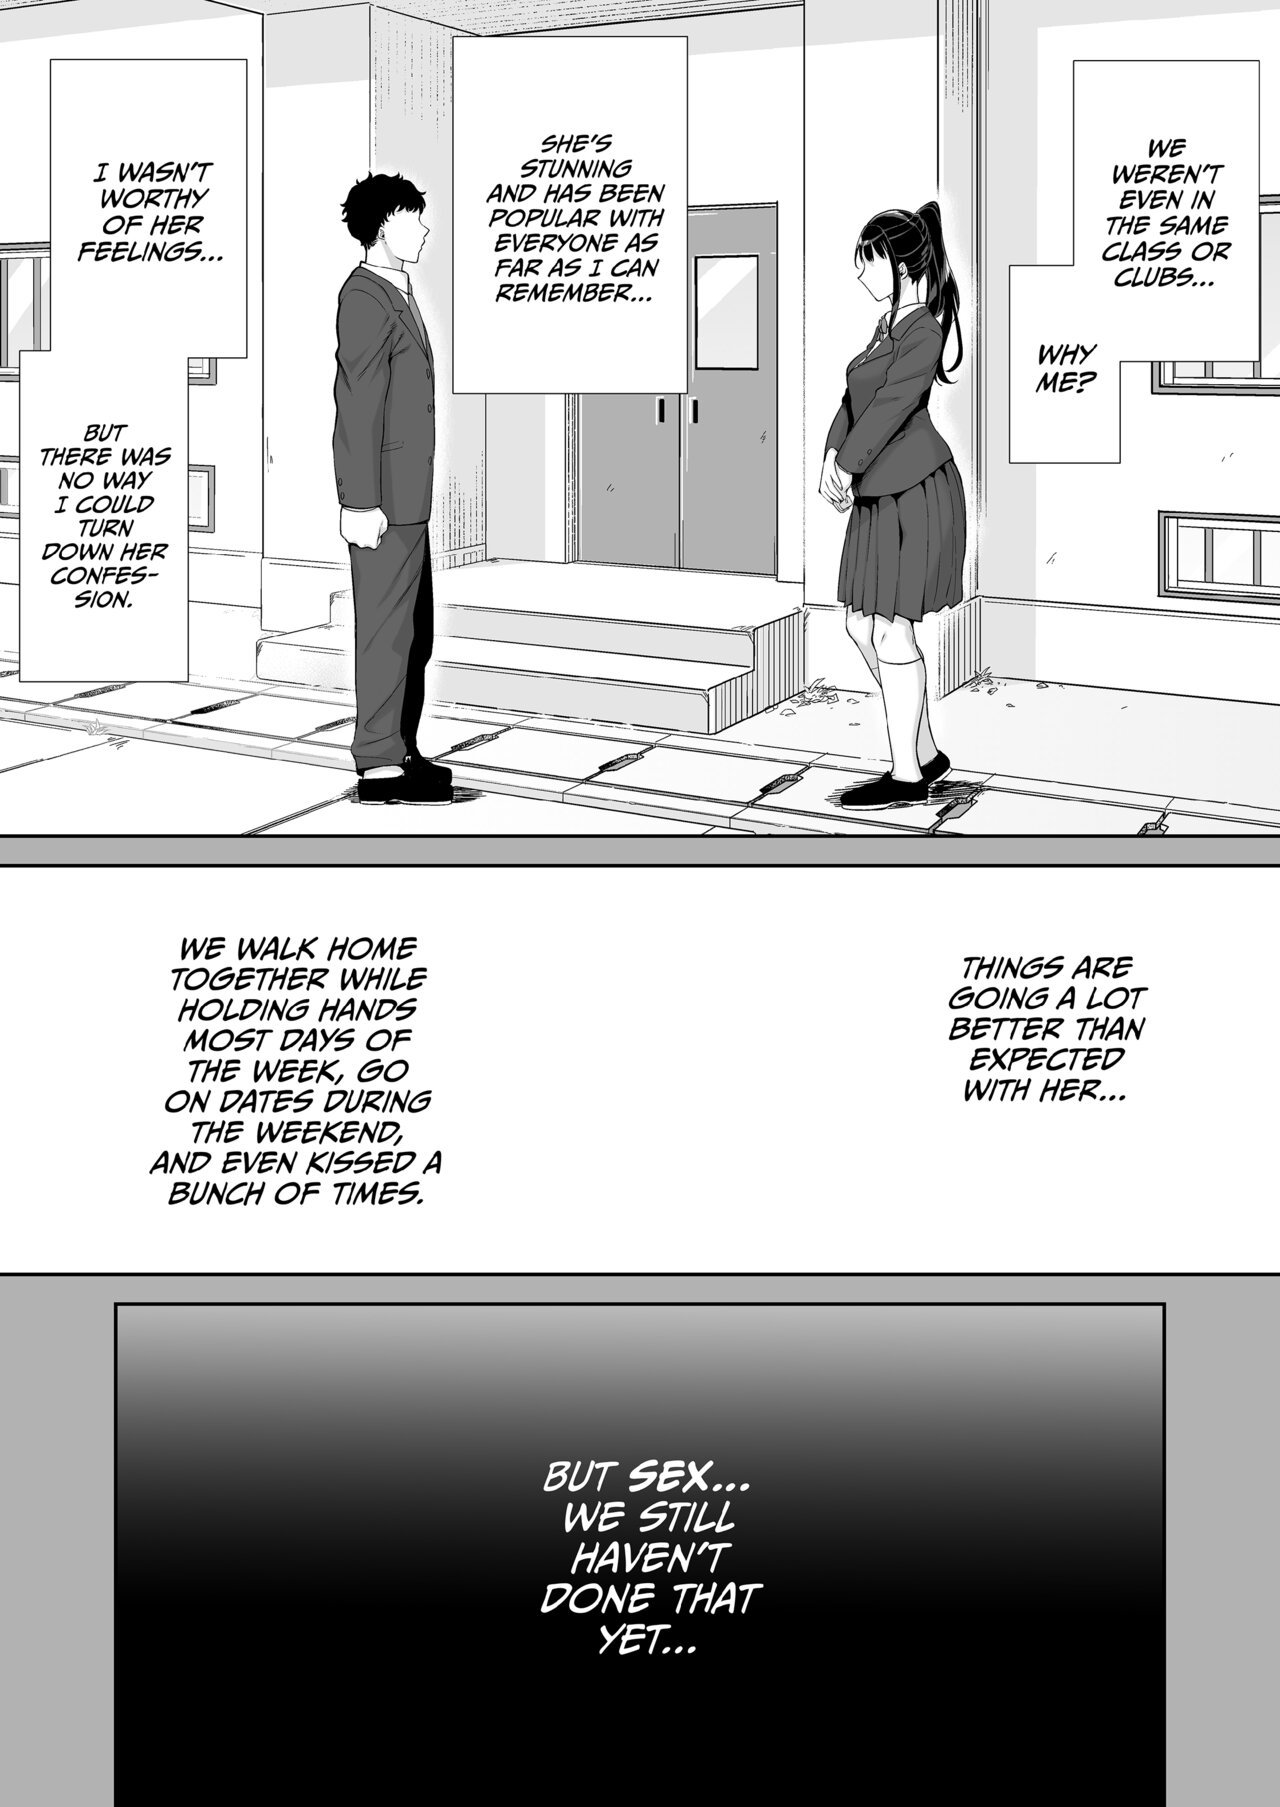 WE
WEREN'T
EVEN IN
THE SAME
CLASS OR
CLUBS...
WHY
ME?
SHE'S
STUNNING
AND HAS BEEN
POPULAR WITH
EVERYONE AS
FAR AS I CAN
REMEMBER...
I WASN'T
WORTHY
OF HER
FEELINGS...
BUT
THERE WAS
NO WAY
I COULD
TURN
DOWN HER
CONFES-
SION.
THINGS ARE
GOING A LOT
BETTER THAN
EXPECTED
WITH HER...
WE WALK HOME
TOGETHER WHILE
HOLDING HANDS
MOST DAYS OF
THE WEEK, GO
ON DATES DURING
THE WEEKEND,
AND EVEN KISSED A
BUNCH OF TIMES.
BUT SEX...
WE STILL
HAVEN'T
DONE THAT
YET...